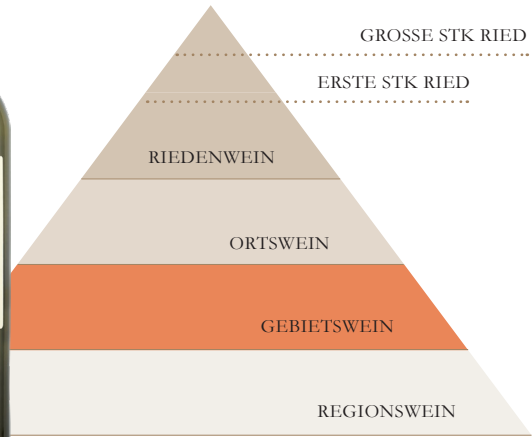 GROSSE STK RIED
ERSTE STK RIED
RIEDENWEIN
ORTSWEIN
GEBIETSWEIN
REGIONSWEIN